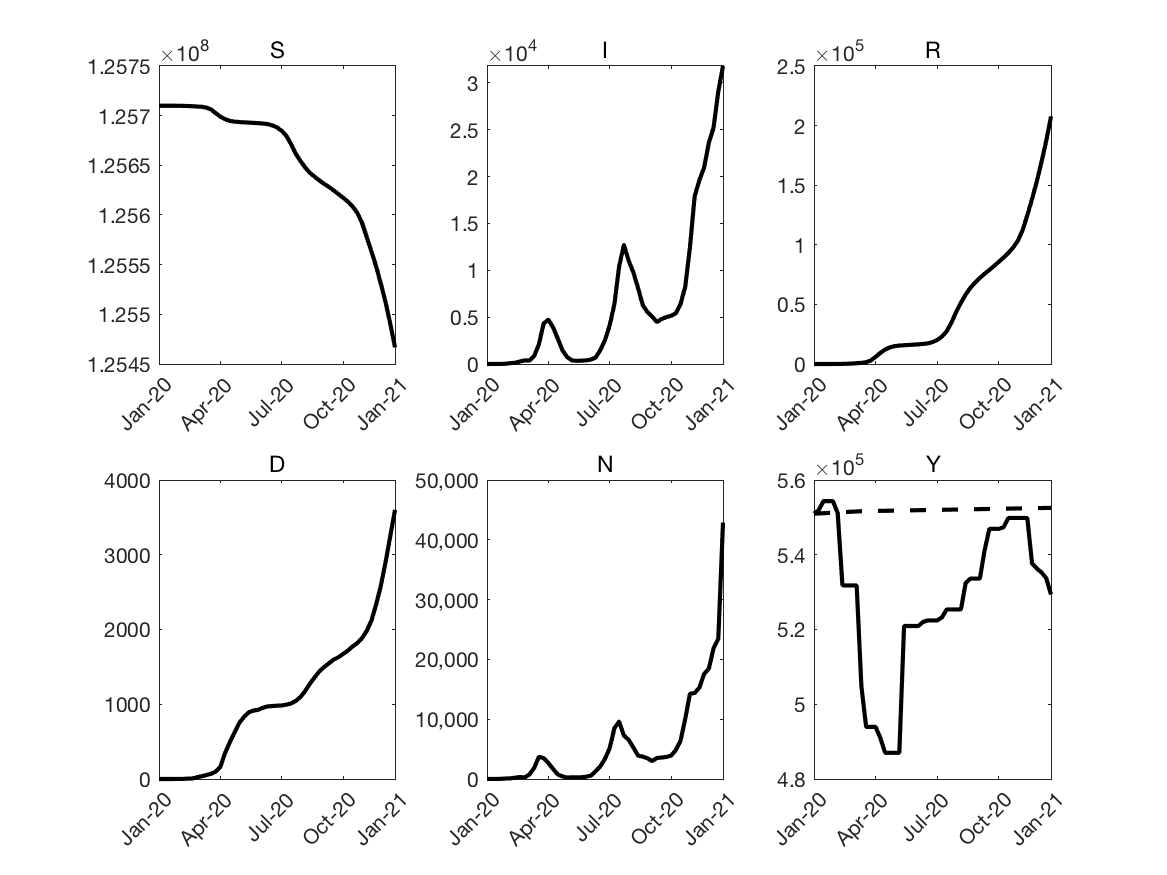 S
×10^8
1.2575
1.257
1.2565
1.256
1.2555
1.255
1.2545
Jan-20
Apr-20
Jul-20
Oct-20
Jan-21
I
×10^4
3
2.5
2
1.5
1
0.5
0
Jan-20
Apr-20
Jul-20
Oct-20
Jan-21
R
×10^5
2.5
2
1.5
1
0.5
0
Jan-20
Apr-20
Jul-20
Oct-20
Jan-21
D
4000
3000
2000
1000
0
Jan-20
Apr-20
Jul-20
Oct-20
Jan-21
N
50,000
40,000
30,000
20,000
10,000
0
Jan-20
Apr-20
Jul-20
Oct-20
Jan-21
Y
×10^5
5.6
5.4
5.2
5
4.8
Jan-20
Apr-20
Jul-20
Oct-20
Jan-21